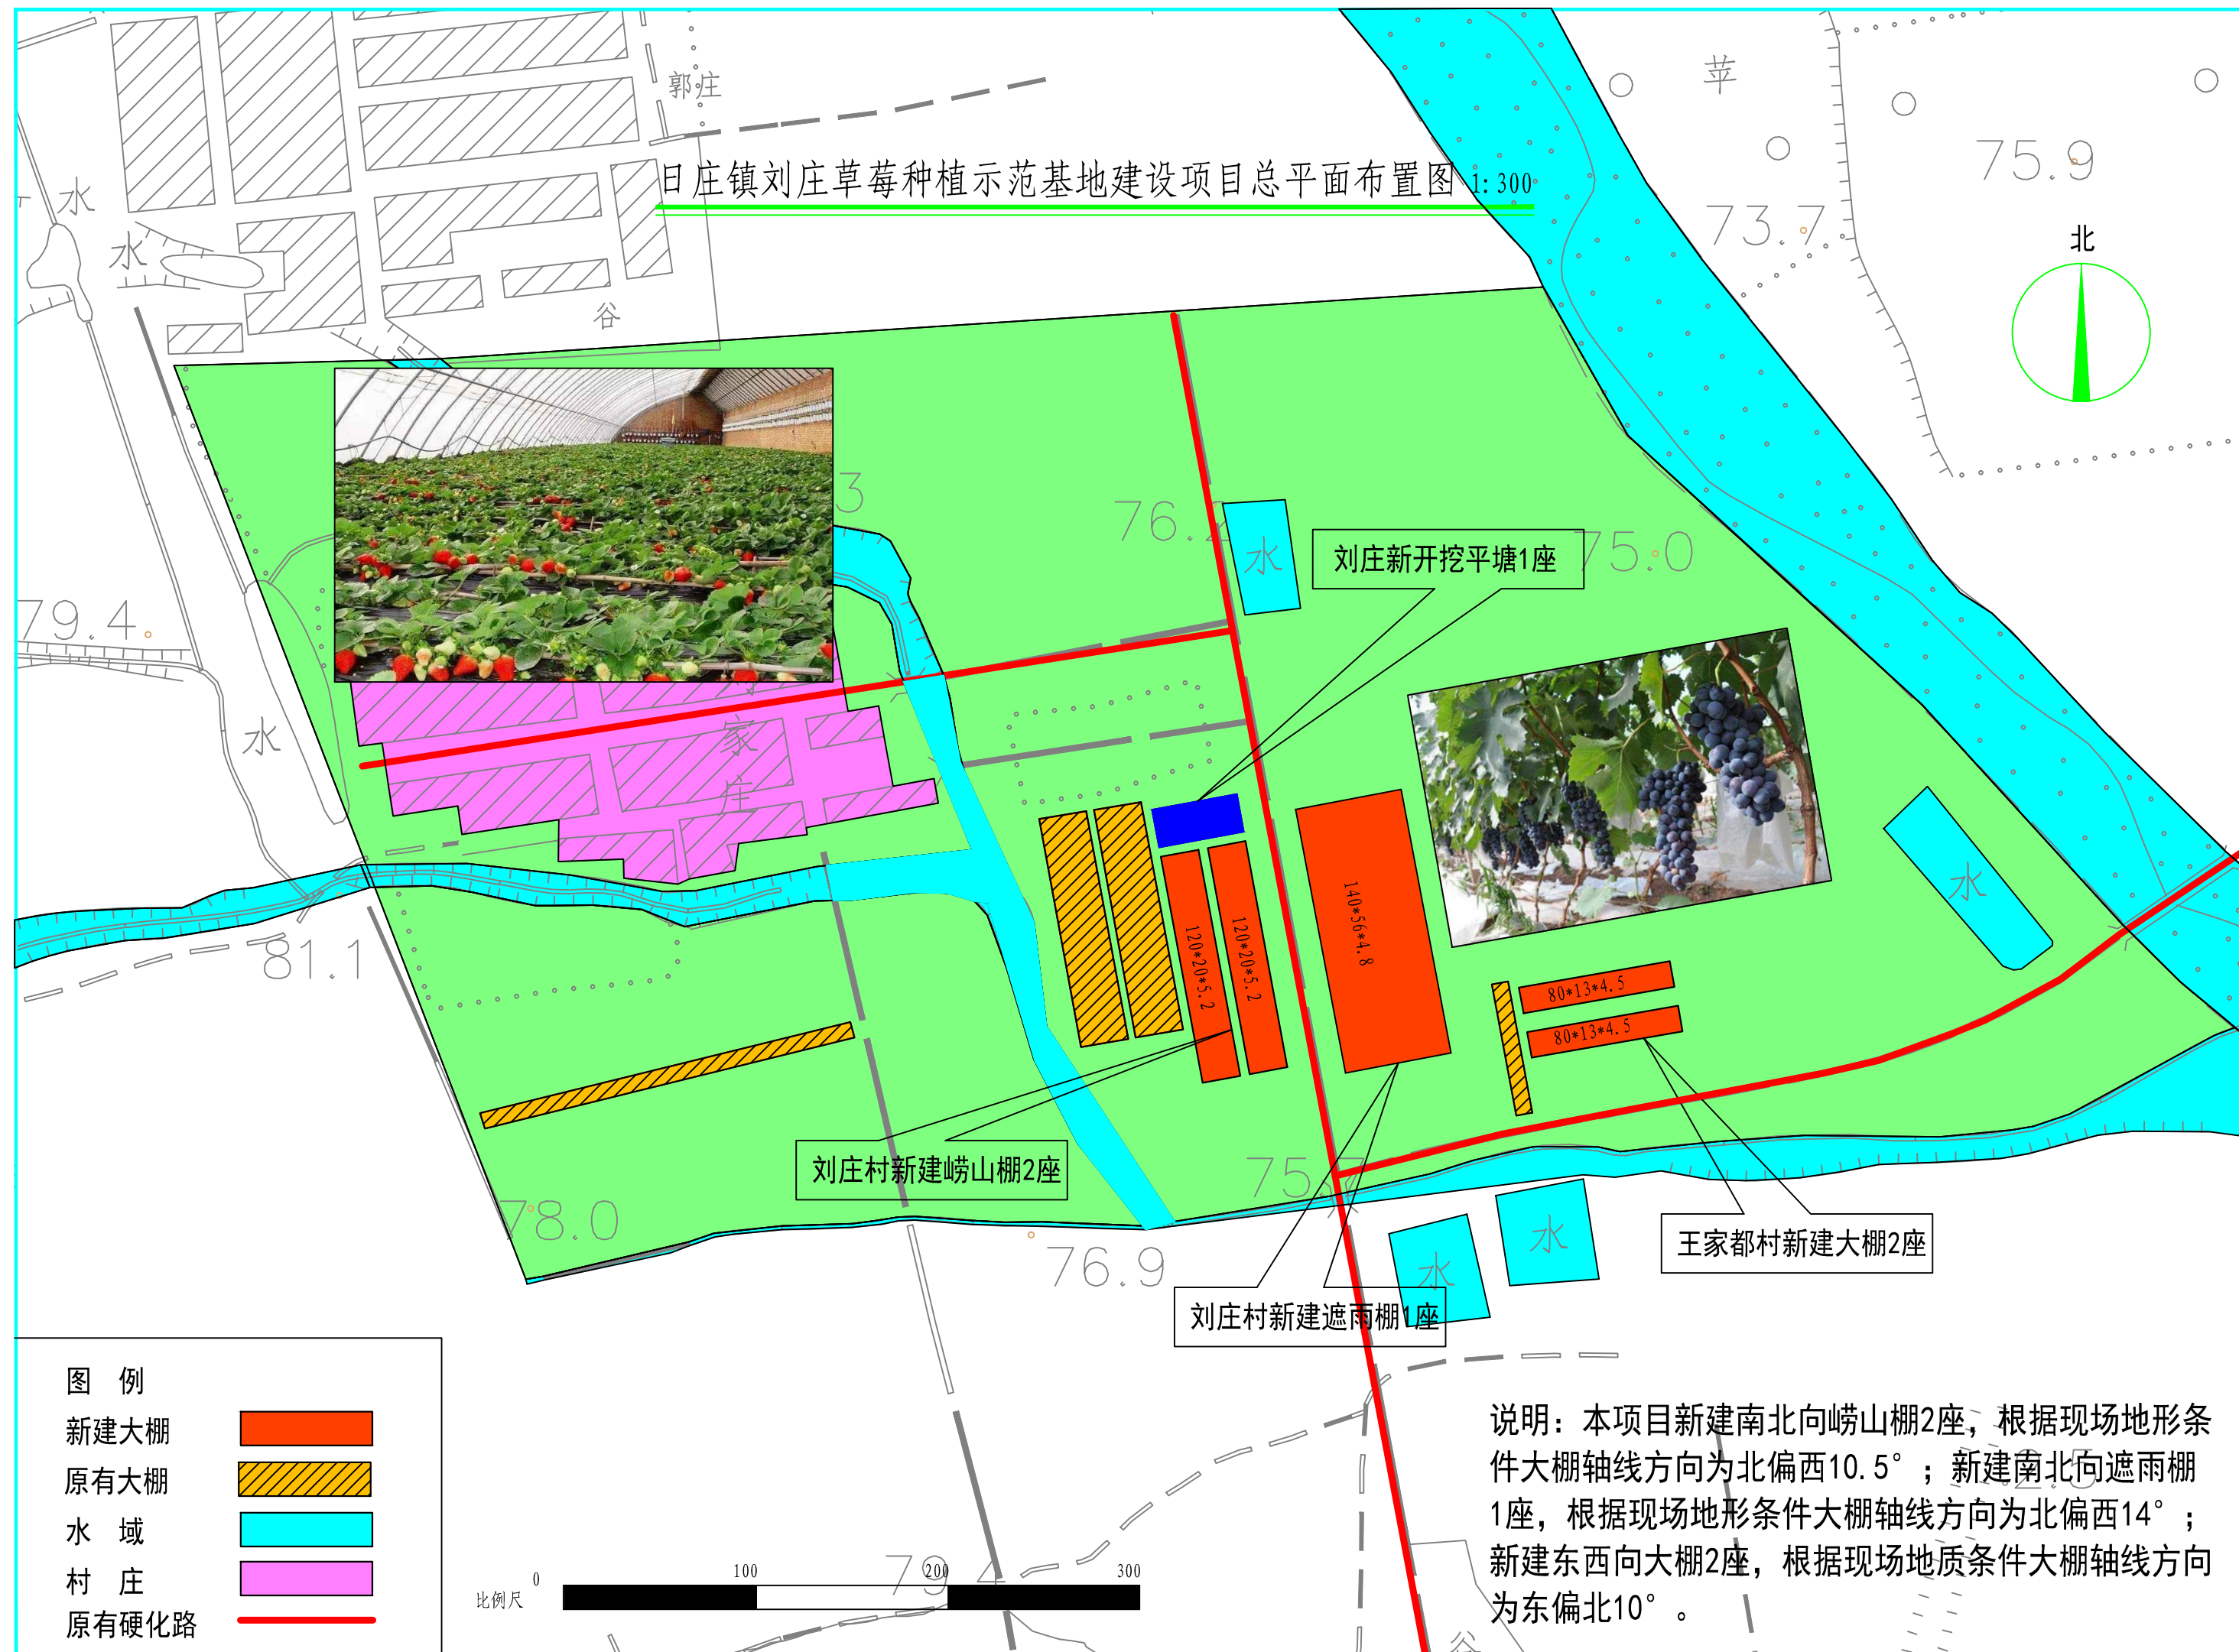 郭庄
苹
75.9
日庄镇刘庄草莓种植示范基地建设项目总平面布置图 1:300
水
73.7
北
水
谷
3
76.2
刘庄新开挖平塘1座
75.0
水
79.4
水
家
庄
水
140*56*4.8
120*20*5.2
120*20*5.2
80*13*4.5
80*13*4.5
81.1
刘庄村新建崂山棚2座
75.7
78.0
水
王家都村新建大棚2座
76.9
水
刘庄村新建遮雨棚1座
图 例
新建大棚
原有大棚
水 域
村 庄
原有硬化路
比例尺
0 100 200 300
79.4
说明：本项目新建南北向崂山棚2座，根据现场地形条
件大棚轴线方向为北偏西10.5°；新建南北向遮雨棚
1座，根据现场地形条件大棚轴线方向为北偏西14°；
新建东西向大棚2座，根据现场地质条件大棚轴线方向
为东偏北10°。
2.5
谷